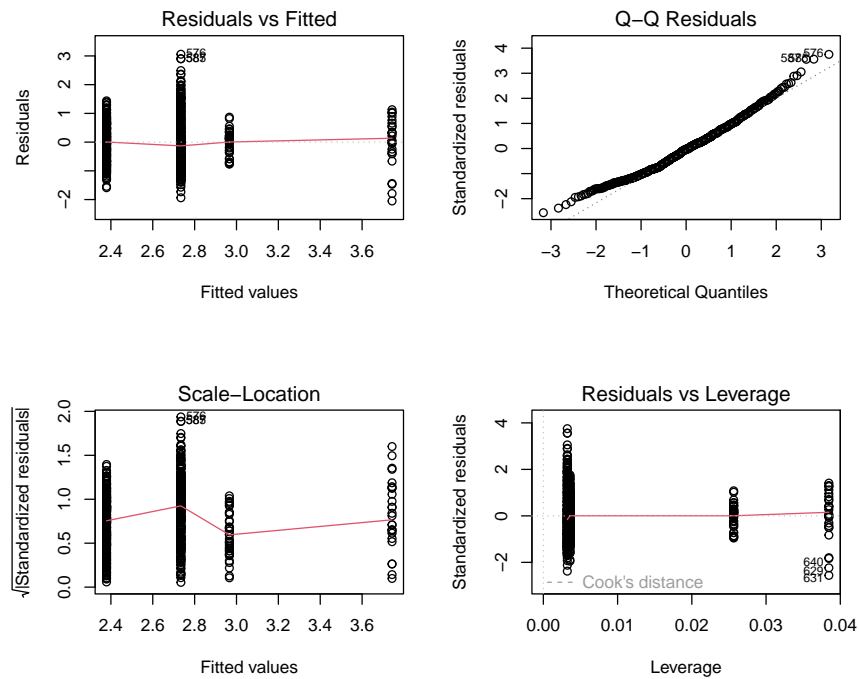 Residuals vs Fitted
Residuals
3
2
1
0
−2
576
585
2.4 2.6 2.8 3.0 3.2 3.4 3.6
Fitted values
Q−Q Residuals
Standardized residuals
4
3
2
1
0
−2
576
−3 −2 −1 0 1 2 3
Theoretical Quantiles
Scale−Location
√|Standardized residuals|
2.0
1.5
1.0
0.5
0.0
576
585
2.4 2.6 2.8 3.0 3.2 3.4 3.6
Fitted values
Residuals vs Leverage
Standardized residuals
4
2
0
−2
640
629
631
Cook's distance
0.00 0.01 0.02 0.03 0.04
Leverage